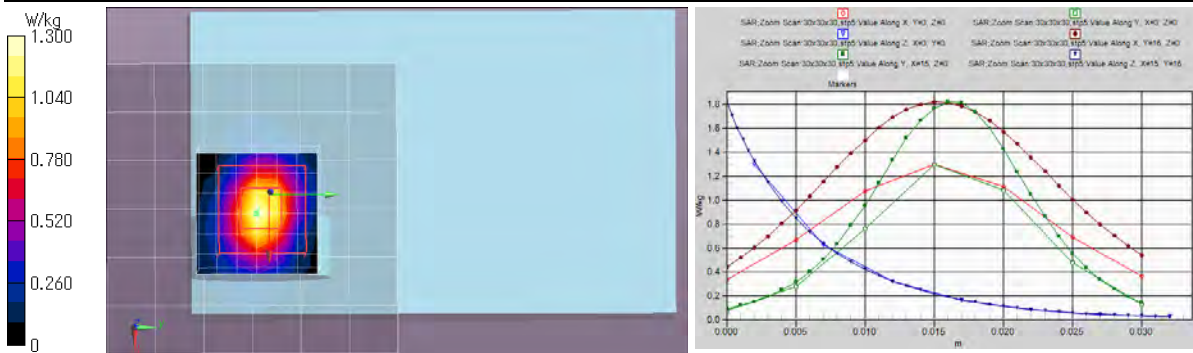 W/kg
1.300
1.040
0.780
0.520
0.260
0
SAR;Zoom Scan:30x30x30,stp5:Value Along X, Y=0, Z=0
SAR;Zoom Scan:30x30x30,stp5:Value Along Y, X=0, Z=0
SAR;Zoom Scan:30x30x30,stp5:Value Along Z, X=0, Y=0
SAR;Zoom Scan:30x30x30,stp5:Value Along X, Y=16, Z=0
SAR;Zoom Scan:30x30x30,stp5:Value Along Y, X=15, Z=0
SAR;Zoom Scan:30x30x30,stp5:Value Along Z, X=15, Y=16
Markers
W/kg
1.8
1.6
1.4
1.2
1.0
0.8
0.6
0.4
0.2
0.0
0.000 0.005 0.010 0.015 0.020 0.025 0.030
m